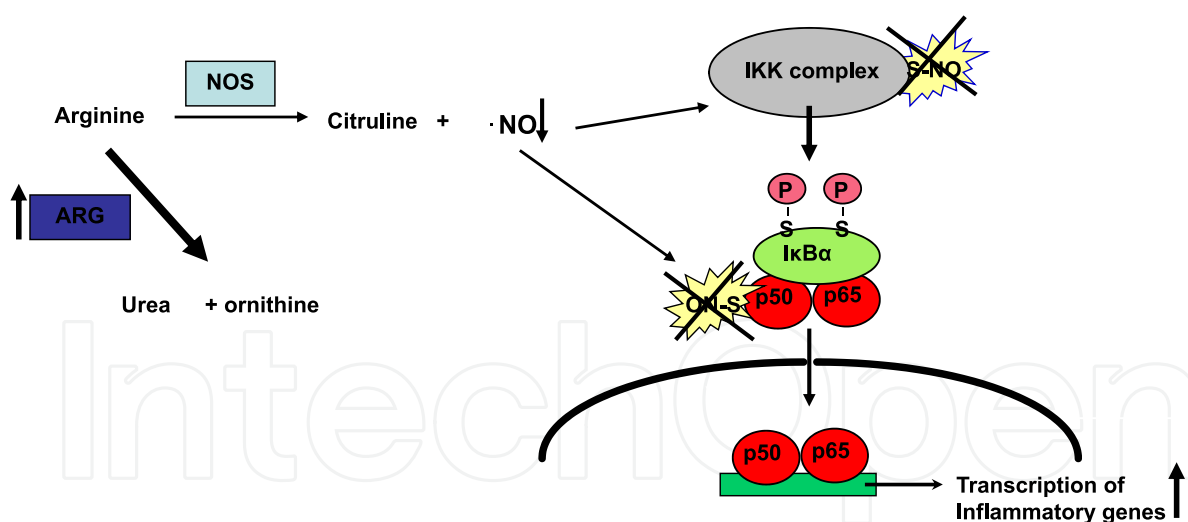 NOS
IKK complex
S-NO
Arginine
Citruline + · NO
ARG
P P
S S
IκBα
Urea + ornithine
ON-S
p50 p65
IntechOpen
p50 p65
Transcription of
Inflammatory genes